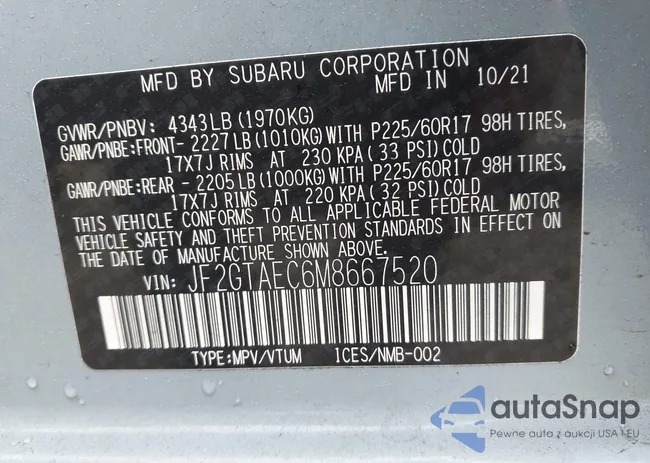 MFD BY SUBARU CORPORATION
MFD IN 10/21
GVWR/PNBV: 4343LB (1970KG)
GAWR/PNBE:FRONT- 2227 LB (1010KG) WITH P225/60R17 98H TIRES,
17X7J RIMS AT 230 KPA ( 33 PSI) COLD
GAWR/PNBE:REAR - 2205 LB (1000KG) WITH P225/60R17 98H TIRES,
17X7J RIMS AT 220 KPA ( 32 PSI) COLD
THIS VEHICLE CONFORMS TO ALL APPLICABLE FEDERAL MOTOR
VEHICLE SAFETY AND THEFT PREVENTION STANDARDS IN EFFECT ON
THE DATE OF MANUFACTURE SHOWN ABOVE.
VIN: JF2GTAEC6M8667520
TYPE:MPV/VTUM ICES/NMB-002
autaSnap
Pewne auta z aukcji USA i EU